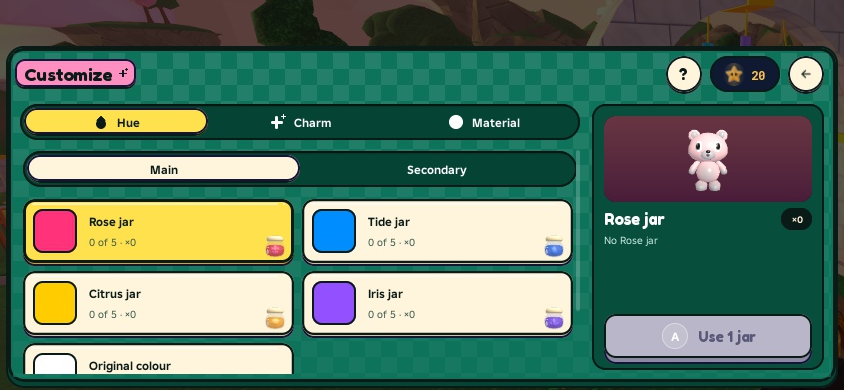 Customize
?
20
Hue
Charm
Material
Main
Secondary
Rose jar
0 of 5 · ×0
Tide jar
0 of 5 · ×0
Citrus jar
0 of 5 · ×0
Iris jar
0 of 5 · ×0
Original colour
Rose jar
×0
No Rose jar
A
Use 1 jar